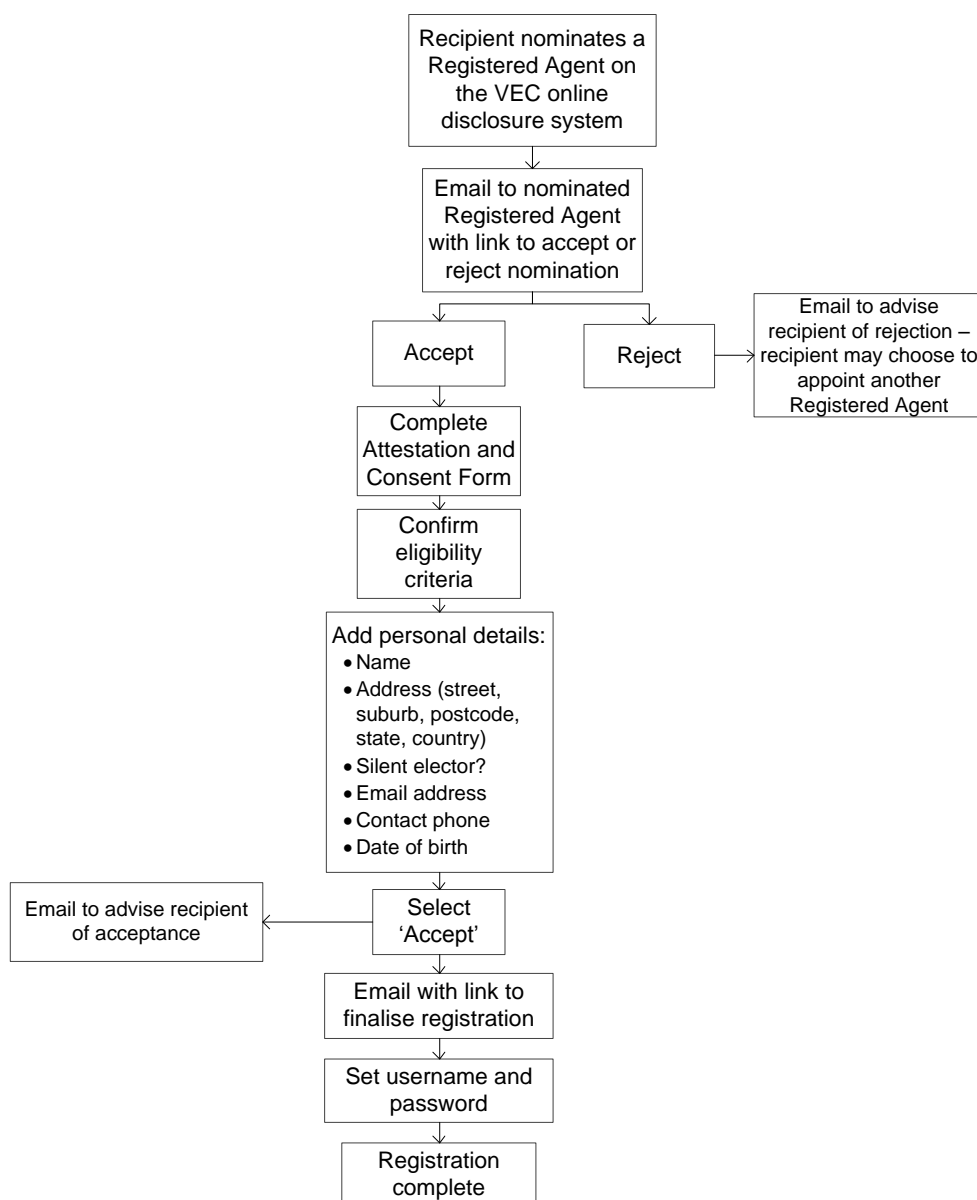 Recipient nominates a
Registered Agent on
the VEC online
disclosure system
Email to nominated
Registered Agent
with link to accept or
reject nomination
Accept
Reject
Email to advise
recipient of rejection –
recipient may choose to
appoint another
Registered Agent
Complete
Attestation and
Consent Form
Confirm
eligibility
criteria
Add personal details:
• Name
• Address (street,
suburb, postcode,
state, country)
• Silent elector?
• Email address
• Contact phone
• Date of birth
Email to advise recipient
of acceptance
Select
‘Accept’
Email with link to
finalise registration
Set username and
password
Registration
complete